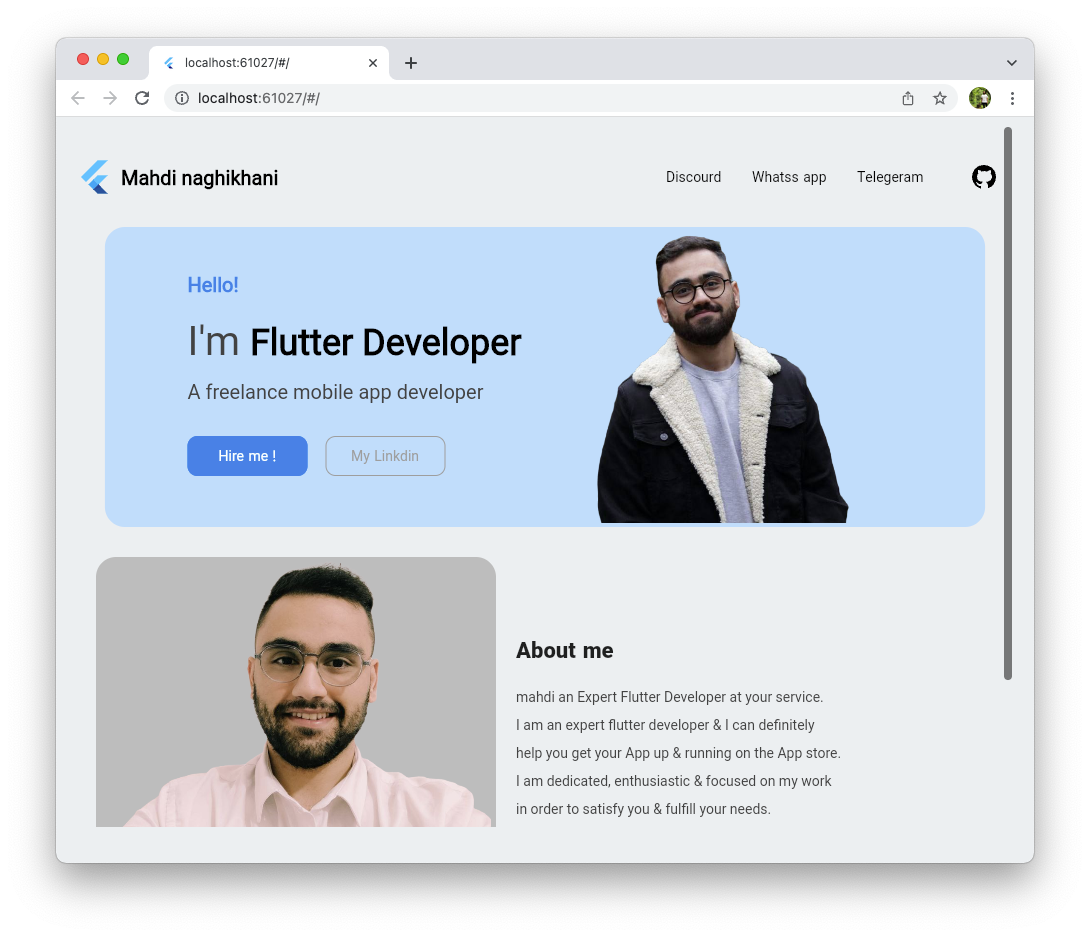 localhost:61027/#/
localhost:61027/#/
Mahdi naghikhani
Discourd Whatss app Telegeram
Hello!
I'm Flutter Developer
A freelance mobile app developer
Hire me ! My Linkdin
About me
mahdi an Expert Flutter Developer at your service.
I am an expert flutter developer & I can definitely
help you get your App up & running on the App store.
I am dedicated, enthusiastic & focused on my work
in order to satisfy you & fulfill your needs.